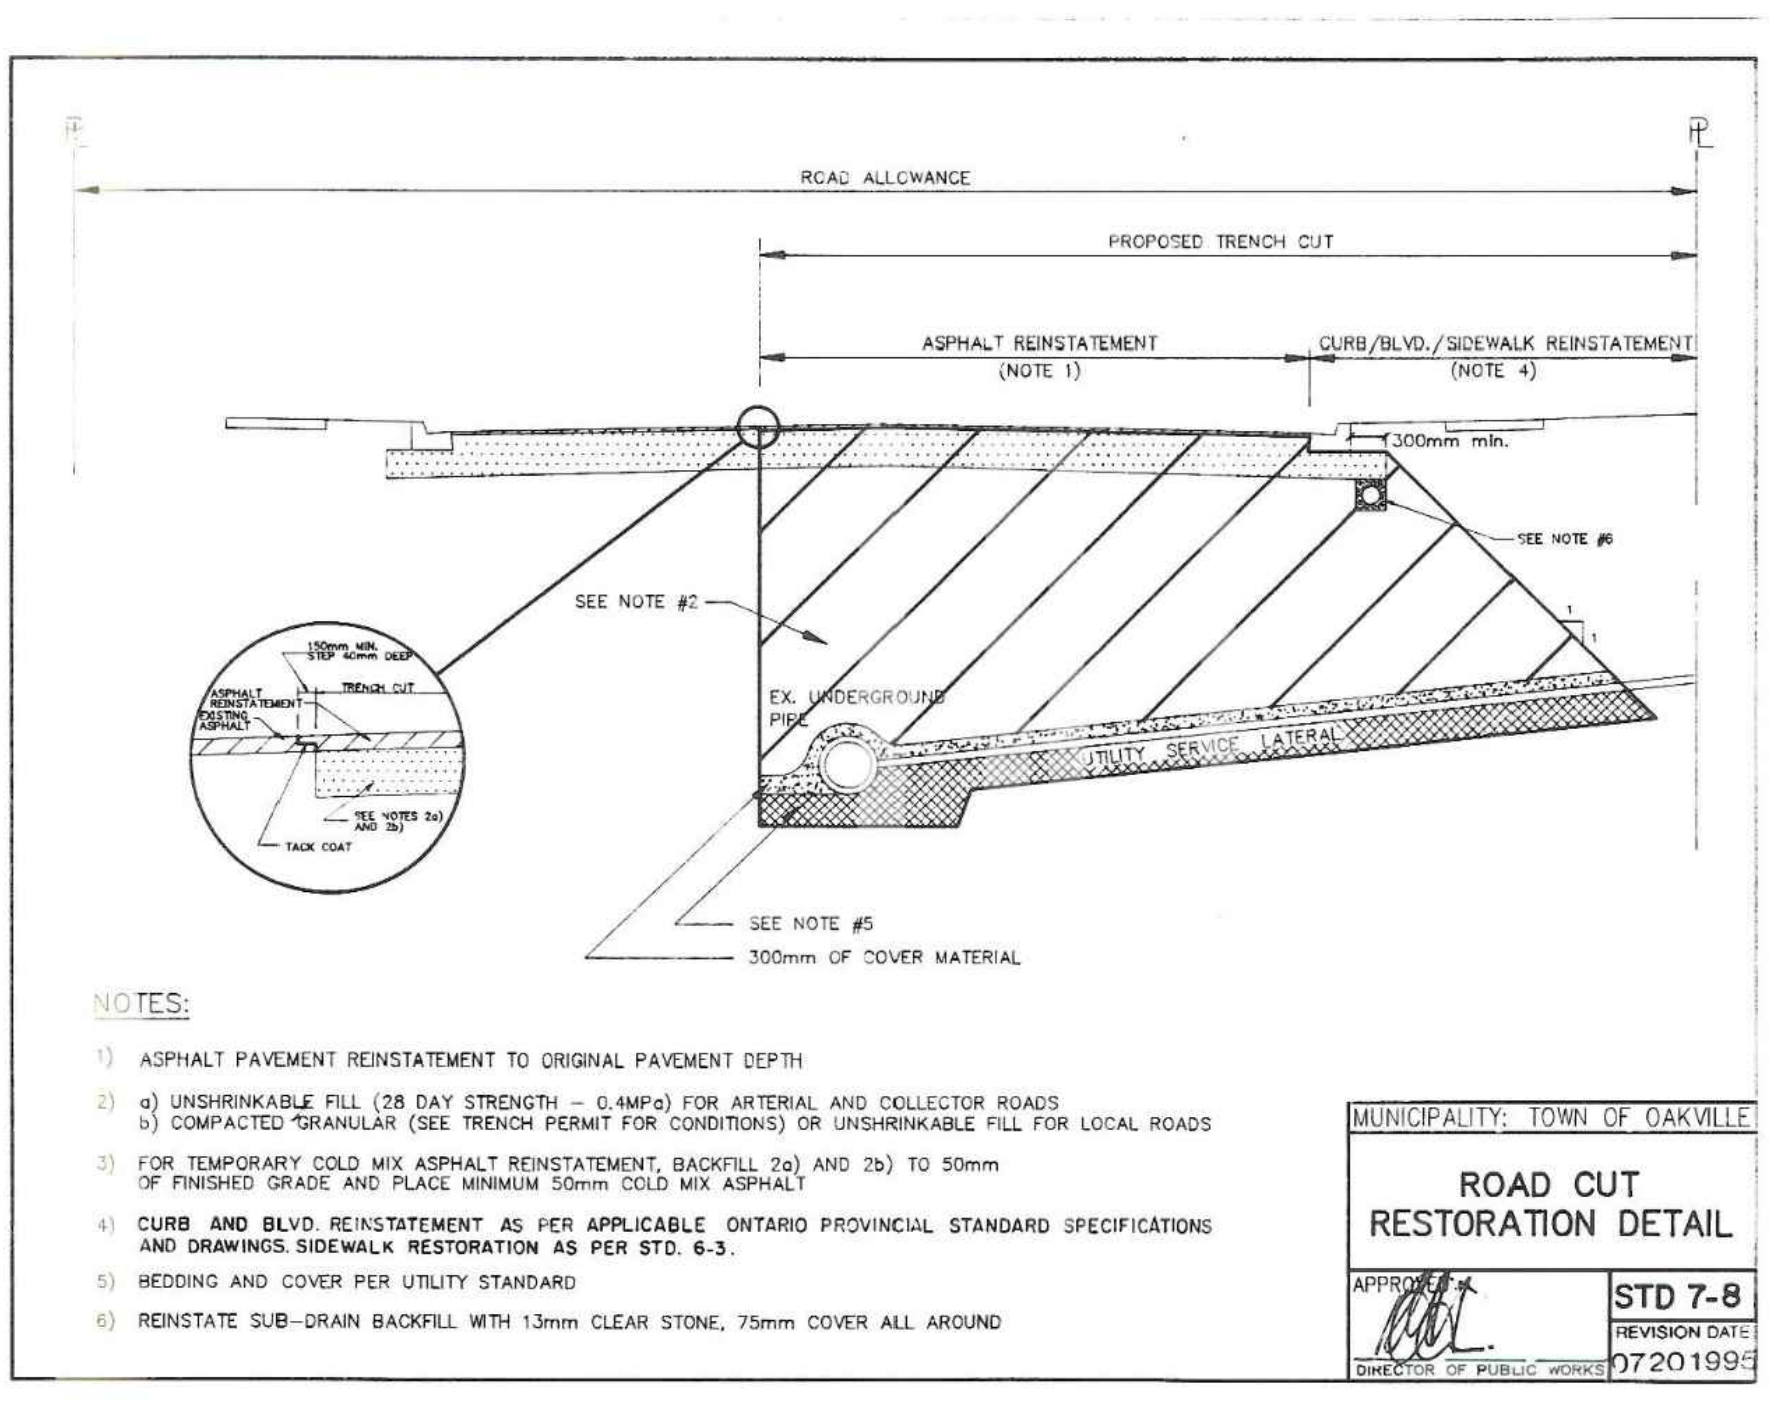 PL
PL
ROAD ALLOWANCE
PROPOSED TRENCH CUT
ASPHALT REINSTATEMENT
(NOTE 1)
CURB/BLVD./SIDEWALK REINSTATEMENT
(NOTE 4)
300mm min.
SEE NOTE #6
SEE NOTE #2
1
1
150mm MIN.
STEP 40mm DEEP
TRENCH CUT
ASPHALT
REINSTATEMENT
EXISTING
ASPHALT
SEE NOTES 2a)
AND 2b)
TACK COAT
EX. UNDERGROUND
PIPE
UTILITY SERVICE LATERAL
SEE NOTE #5
300mm OF COVER MATERIAL
NOTES:
1) ASPHALT PAVEMENT REINSTATEMENT TO ORIGINAL PAVEMENT DEPTH
2) a) UNSHRINKABLE FILL (28 DAY STRENGTH – 0.4MPa) FOR ARTERIAL AND COLLECTOR ROADS
b) COMPACTED GRANULAR (SEE TRENCH PERMIT FOR CONDITIONS) OR UNSHRINKABLE FILL FOR LOCAL ROADS
3) FOR TEMPORARY COLD MIX ASPHALT REINSTATEMENT, BACKFILL 2a) AND 2b) TO 50mm
OF FINISHED GRADE AND PLACE MINIMUM 50mm COLD MIX ASPHALT
4) CURB AND BLVD. REINSTATEMENT AS PER APPLICABLE ONTARIO PROVINCIAL STANDARD SPECIFICATIONS
AND DRAWINGS. SIDEWALK RESTORATION AS PER STD. 6-3.
5) BEDDING AND COVER PER UTILITY STANDARD
6) REINSTATE SUB–DRAIN BACKFILL WITH 13mm CLEAR STONE, 75mm COVER ALL AROUND
MUNICIPALITY: TOWN OF OAKVILLE
ROAD CUT
RESTORATION DETAIL
APPROVED:
DIRECTOR OF PUBLIC WORKS
STD 7-8
REVISION DATE
07201995